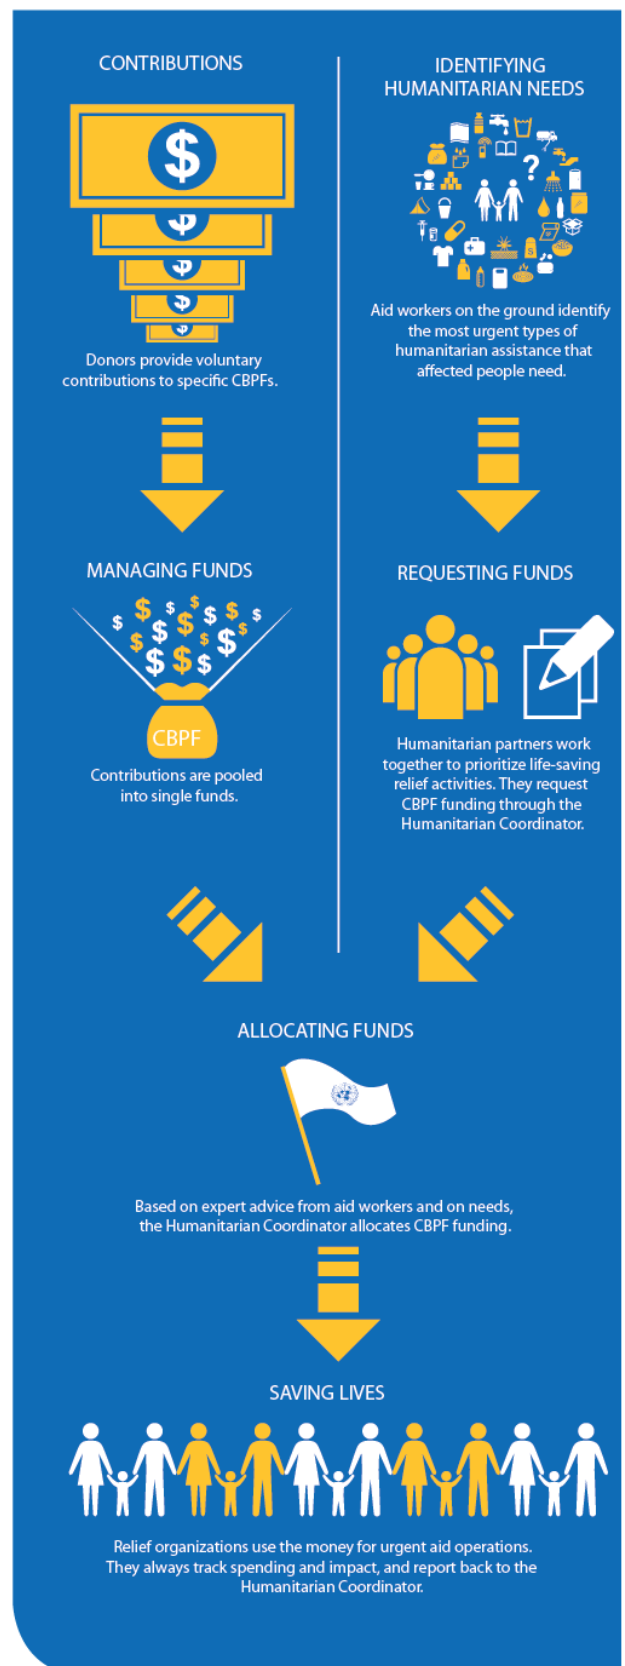 CONTRIBUTIONS
$
$
$
$
$
Donors provide voluntary
contributions to specific CBPFs.
IDENTIFYING
HUMANITARIAN NEEDS
?
S
Aid workers on the ground identify
the most urgent types of
humanitarian assistance that
affected people need.
MANAGING FUNDS
$ $ $ $ $ $ $
$ $ $ $ $ $
$ $ $
CBPF
Contributions are pooled
into single funds.
REQUESTING FUNDS
Humanitarian partners work
together to prioritize life-saving
relief activities. They request
CBPF funding through the
Humanitarian Coordinator.
ALLOCATING FUNDS
Based on expert advice from aid workers and on needs,
the Humanitarian Coordinator allocates CBPF funding.
SAVING LIVES
Relief organizations use the money for urgent aid operations.
They always track spending and impact, and report back to the
Humanitarian Coordinator.